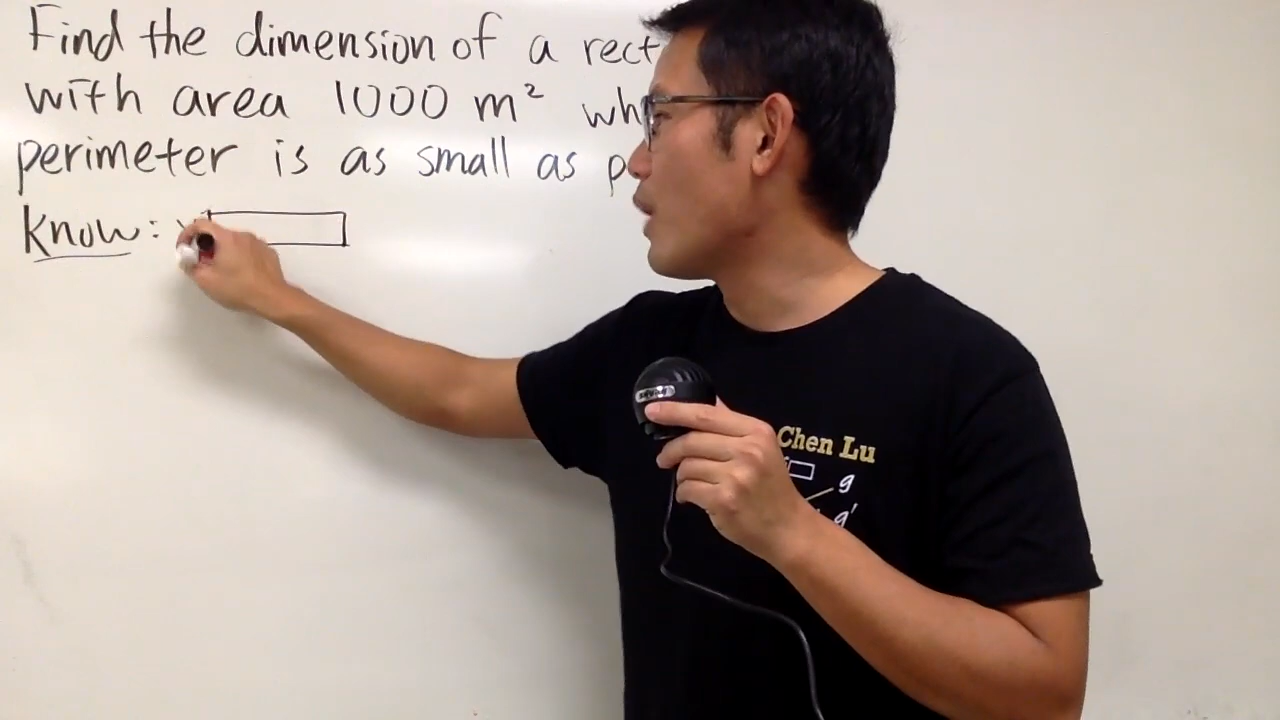 Find the dimension of a rect
with area 1000 m² wh
perimeter is as small as p
Know:
Chen Lu
g
g'